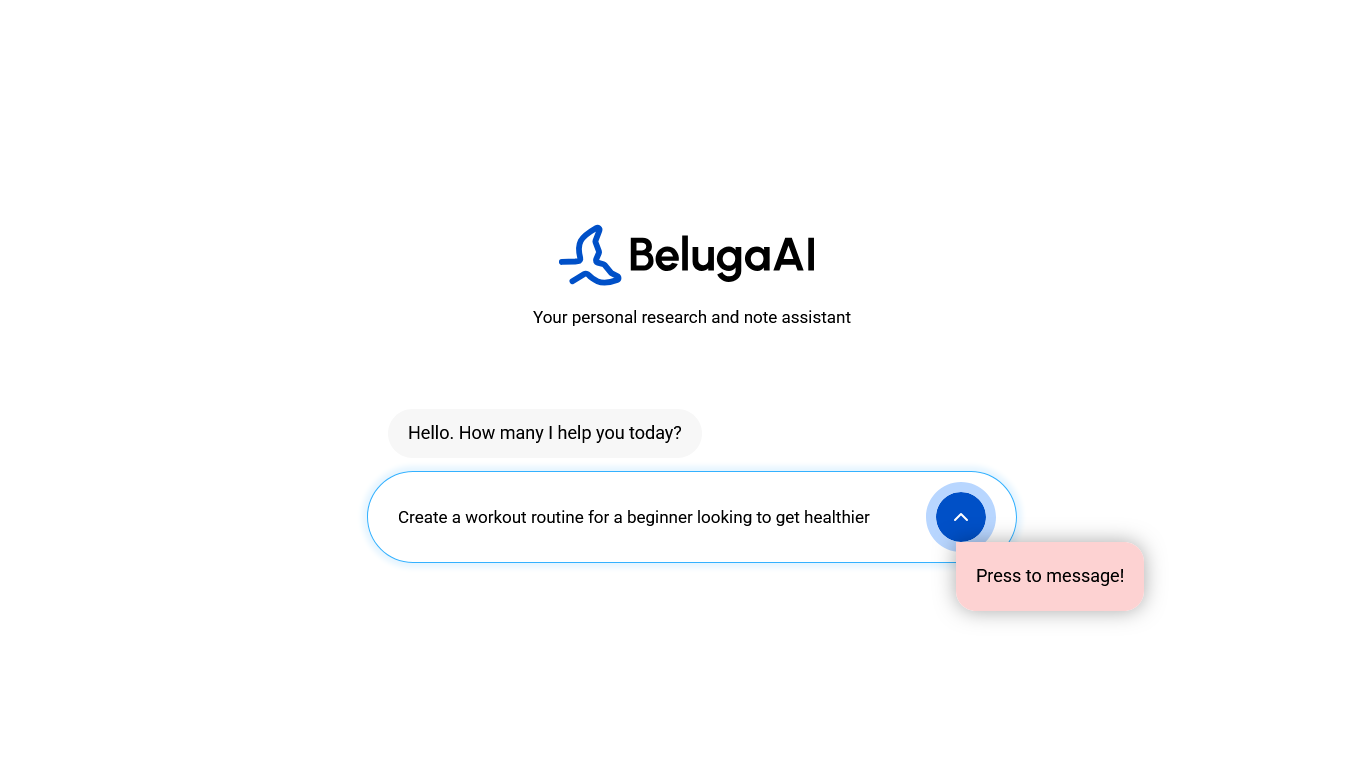 BelugaAI
Your personal research and note assistant
Hello. How many I help you today?
Create a workout routine for a beginner looking to get healthier
Press to message!